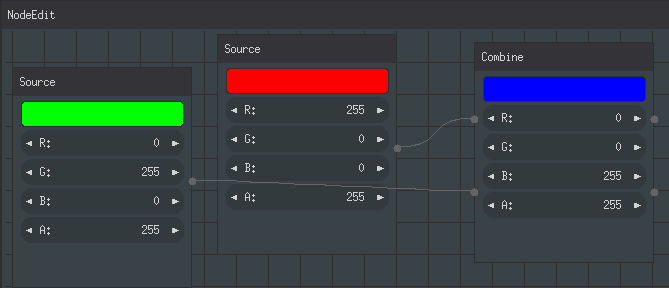 NodeEdit
Source
R: 0
G: 255
B: 0
A: 255
Source
R: 255
G: 0
B: 0
A: 255
Combine
R: 0
G: 0
B: 255
A: 255